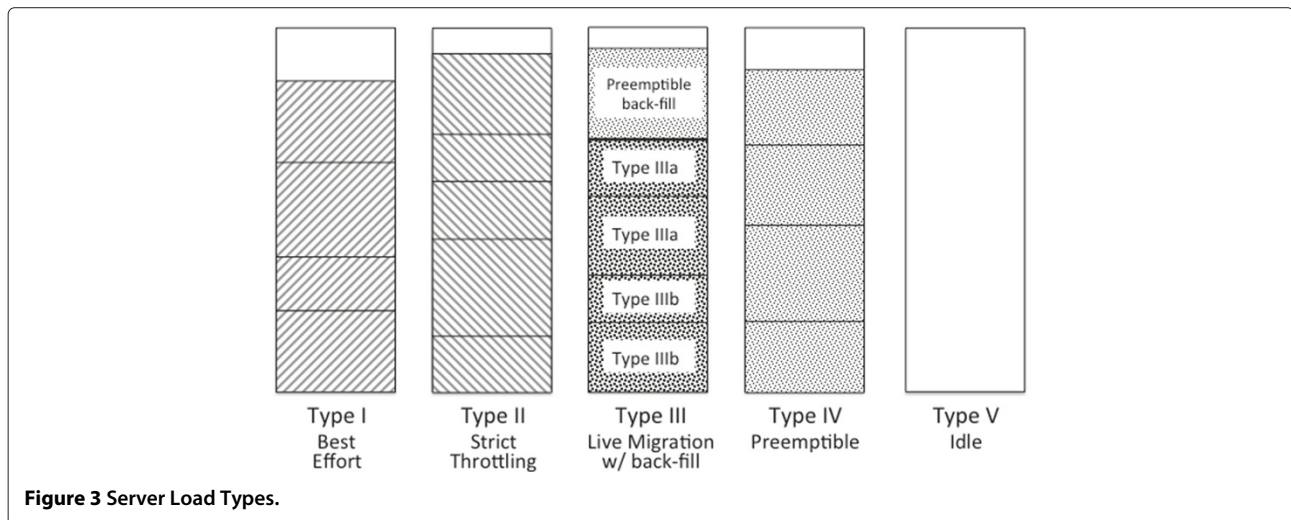 Preemptible
back-fill
Type IIIa
Type IIIa
Type IIIb
Type IIIb
Type I
Best
Effort
Type II
Strict
Throttling
Type III
Live Migration
w/ back-fill
Type IV
Preemptible
Type V
Idle
Figure 3 Server Load Types.